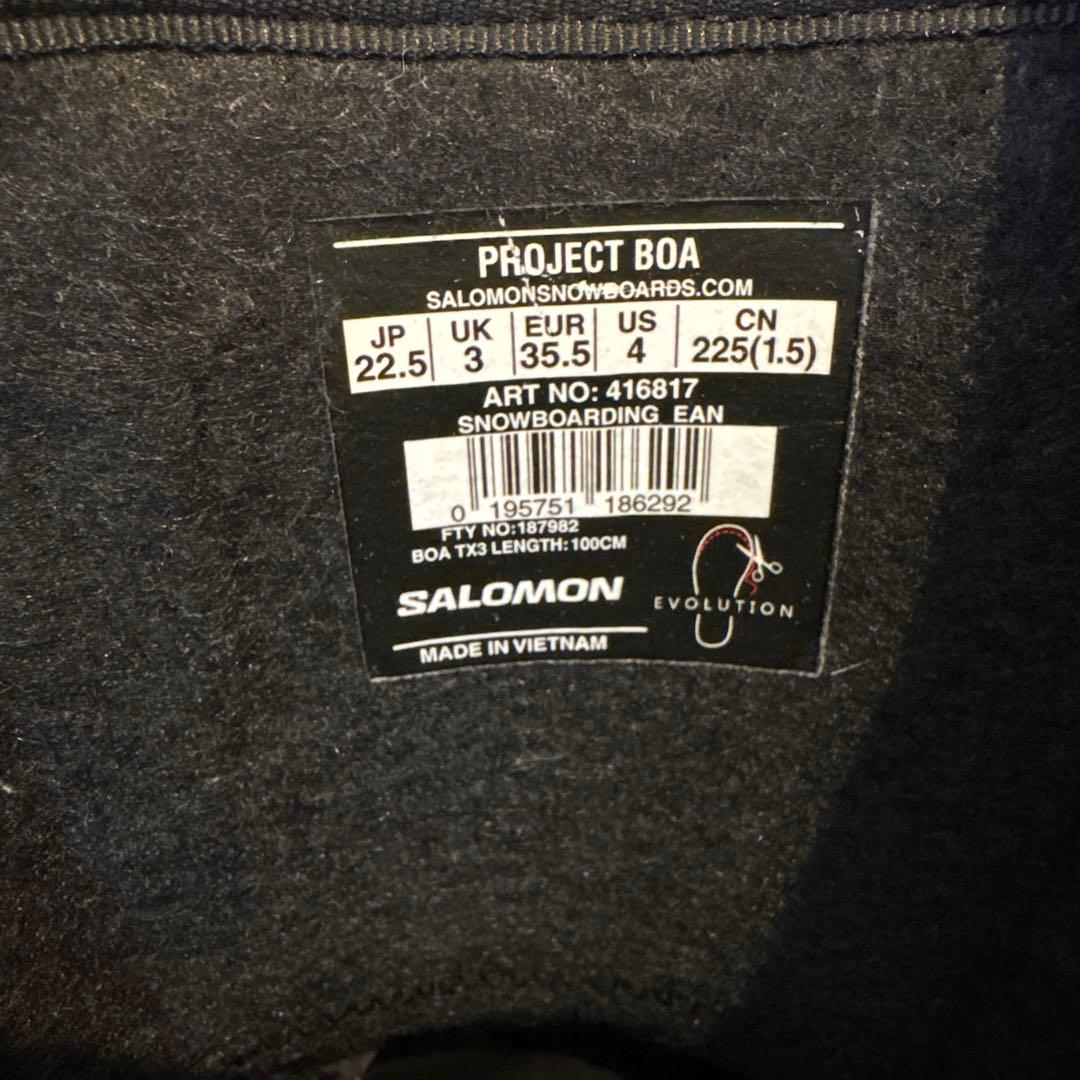 PROJECT BOA
SALOMONSNOWBOARDS.COM
JP UK EUR US CN
22.5 3 35.5 4 225(1.5)
ART NO: 416817
SNOWBOARDING EAN
0 195751 186292
FTY NO:187982
BOA TX3 LENGTH:100CM
SALOMON
EVOLUTION
MADE IN VIETNAM